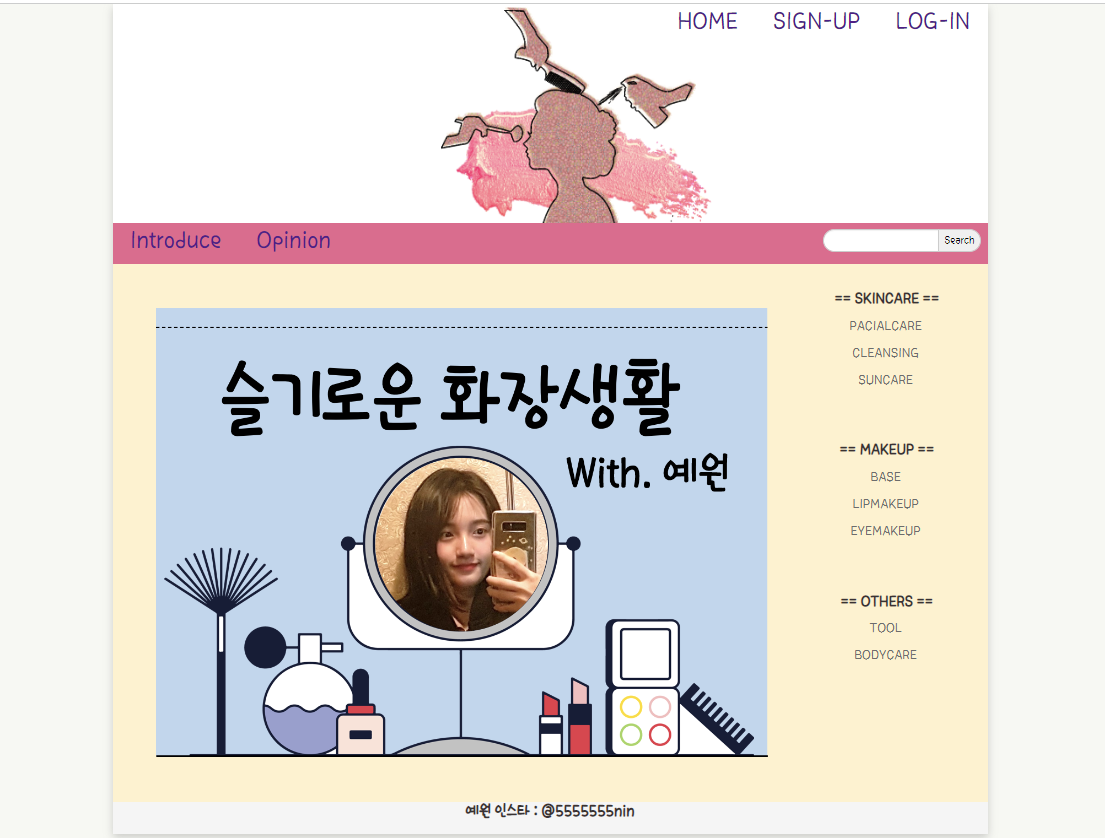 HOME SIGN-UP LOG-IN
Introduce Opinion Search
== SKINCARE ==
PACIALCARE
CLEANSING
SUNCARE
== MAKEUP ==
BASE
LIPMAKEUP
EYEMAKEUP
== OTHERS ==
TOOL
BODYCARE
슬기로운 화장생활
With. 예원
예원 인스타 : @5555555nin